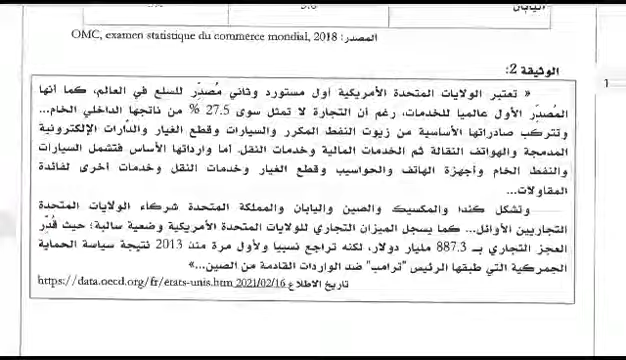 اليابان
المصدر: OMC, examen statistique du commerce mondial, 2018
الوثيقة 2:
« تعتبر الولايات المتحدة الأمريكية أول مستورد وثاني مُصدِّر للسلع في العالم، كما أنها
المُصدِّر الأول عالميا للخدمات، رغم أن التجارة لا تمثل سوى 27.5 % من ناتجها الداخلي الخام...
وتتركب صادراتها الأساسية من زيوت النفط المكرر والسيارات وقطع الغيار والدّارات الإلكترونية
المدمجة والهواتف النقالة ثم الخدمات المالية وخدمات النقل. أما وارداتها الأساس فتشمل السيارات
والنفط الخام وأجهزة الهاتف والحواسيب وقطع الغيار وخدمات النقل وخدمات أخرى لفائدة
المقاولات...
وتشكل كندا والمكسيك والصين واليابان والمملكة المتحدة شركاء الولايات المتحدة
التجاريين الأوائل... كما يسجل الميزان التجاري للولايات المتحدة الأمريكية وضعية سالبة؛ حيث قُدِّر
العجز التجاري بـ 887.3 مليار دولار، لكنه تراجع نسبيا ولأول مرة منذ 2013 نتيجة سياسة الحماية
الجمركية التي طبقها الرئيس "ترامب" ضد الواردات القادمة من الصين...»
تاريخ الاطلاع 2021/02/16 https://data.oecd.org/fr/etats-unis.htm